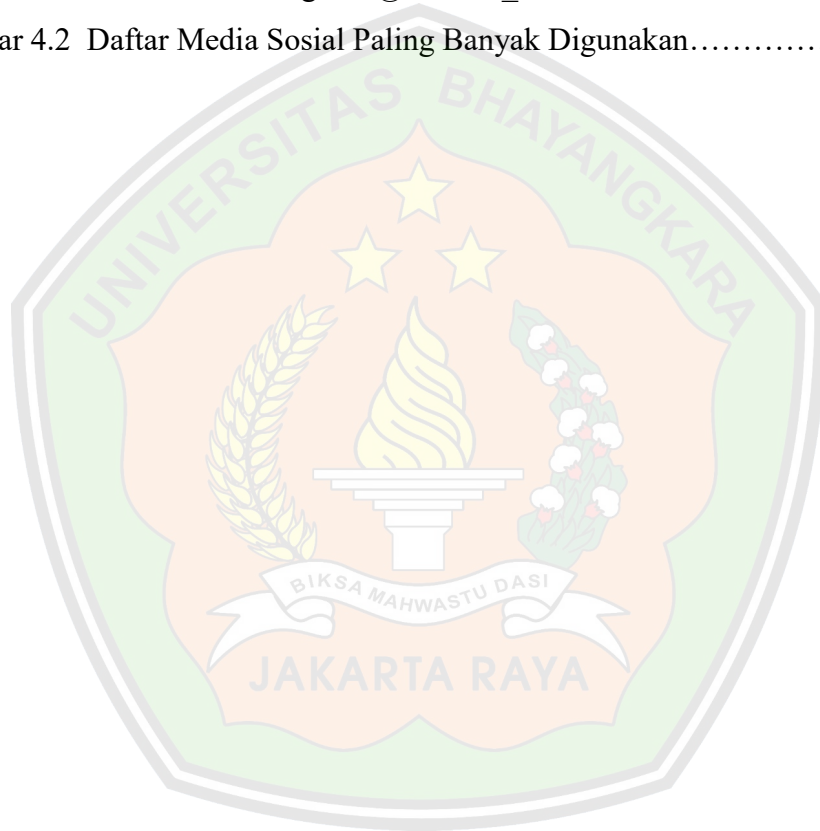 ar 4.2 Daftar Media Sosial Paling Banyak Digunakan…………
UNIVERSITAS BHAYANGKARA
BIKSA MAHWASTU DASI
JAKARTA RAYA